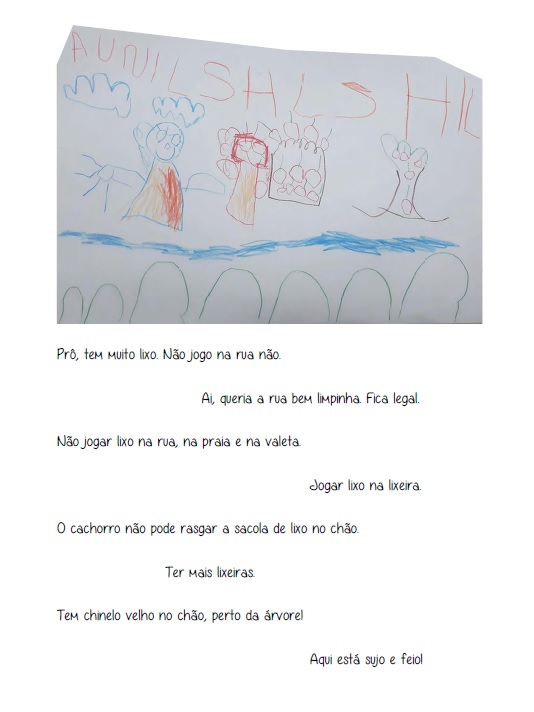 AUNILSHLSHIL
Prô, tem muito lixo. Não jogo na rua não.
Ai, queria a rua bem limpinha. Fica legal.
Não jogar lixo na rua, na praia e na valeta.
Jogar lixo na lixeira.
O cachorro não pode rasgar a sacola de lixo no chão.
Ter mais lixeiras.
Tem chinelo velho no chão, perto da árvore!
Aqui está sujo e feio!